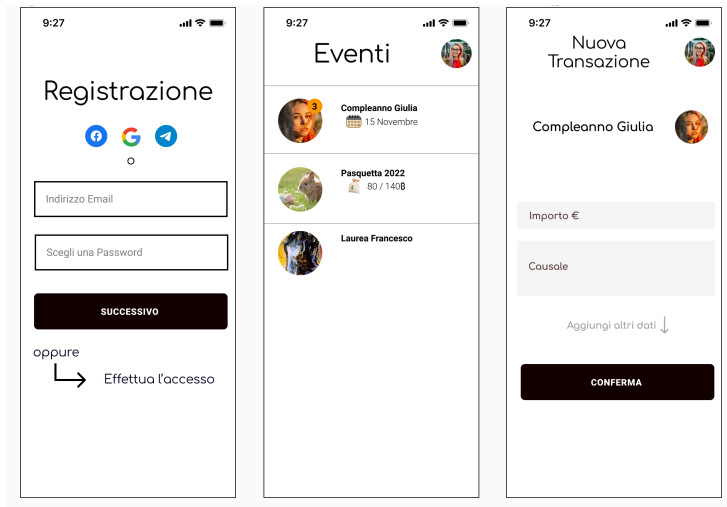 9:27
Registrazione
o
Indirizzo Email
Scegli una Password
SUCCESSIVO
oppure
Effettua l'accesso
9:27
Eventi
3
Compleanno Giulia
15 Novembre
Pasquetta 2022
80 / 140฿
Laurea Francesco
9:27
Nuova
Transazione
Compleanno Giulia
Importo €
Causale
Aggiungi altri dati
CONFERMA